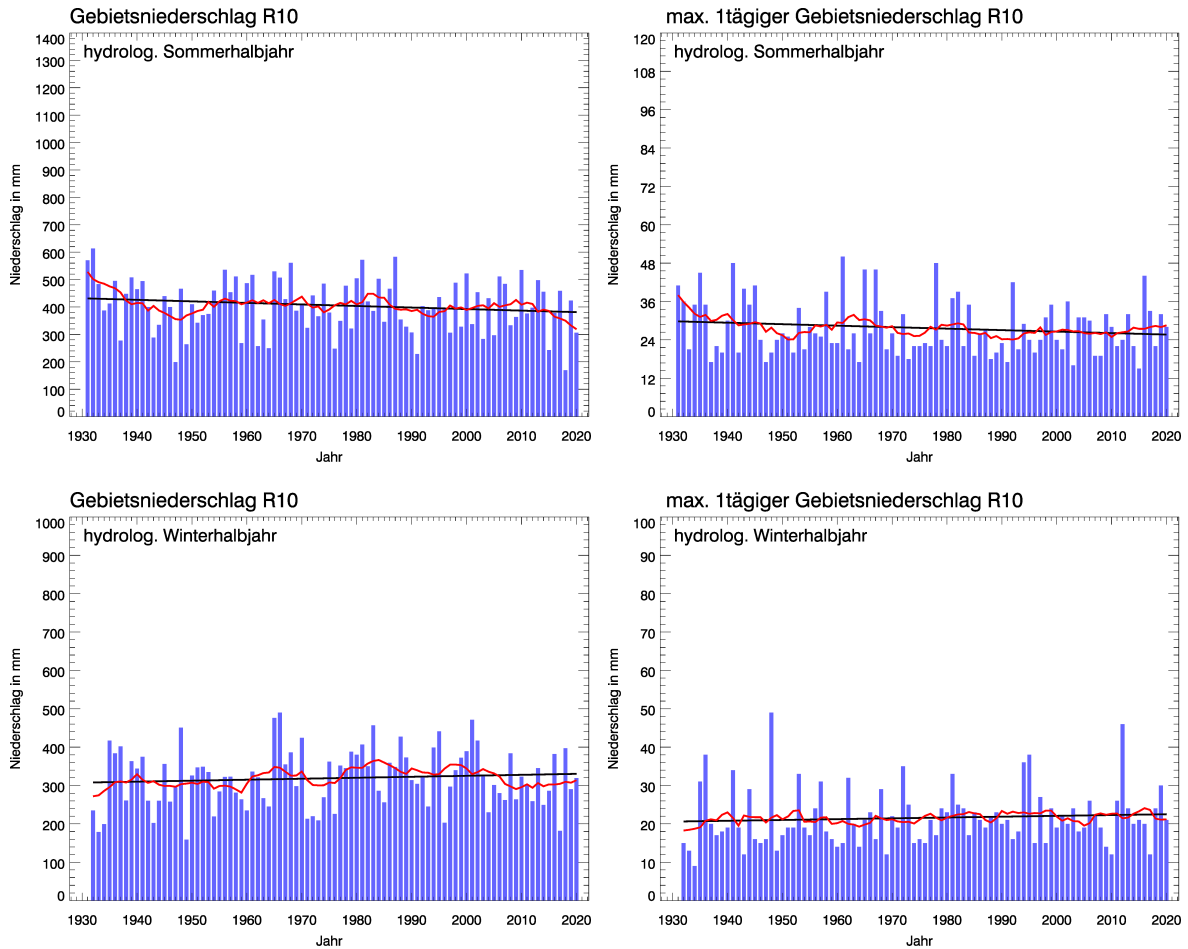 Gebietsniederschlag R10
hydrolog. Sommerhalbjahr
Niederschlag in mm
1400
1300
1200
1100
1000
900
800
700
600
500
400
300
200
100
0
1930 1940 1950 1960 1970 1980 1990 2000 2010 2020
Jahr
max. 1tägiger Gebietsniederschlag R10
hydrolog. Sommerhalbjahr
Niederschlag in mm
120
108
96
84
72
60
48
36
24
12
0
1930 1940 1950 1960 1970 1980 1990 2000 2010 2020
Jahr
Gebietsniederschlag R10
hydrolog. Winterhalbjahr
Niederschlag in mm
1000
900
800
700
600
500
400
300
200
100
0
1930 1940 1950 1960 1970 1980 1990 2000 2010 2020
Jahr
max. 1tägiger Gebietsniederschlag R10
hydrolog. Winterhalbjahr
Niederschlag in mm
100
90
80
70
60
50
40
30
20
10
0
1930 1940 1950 1960 1970 1980 1990 2000 2010 2020
Jahr